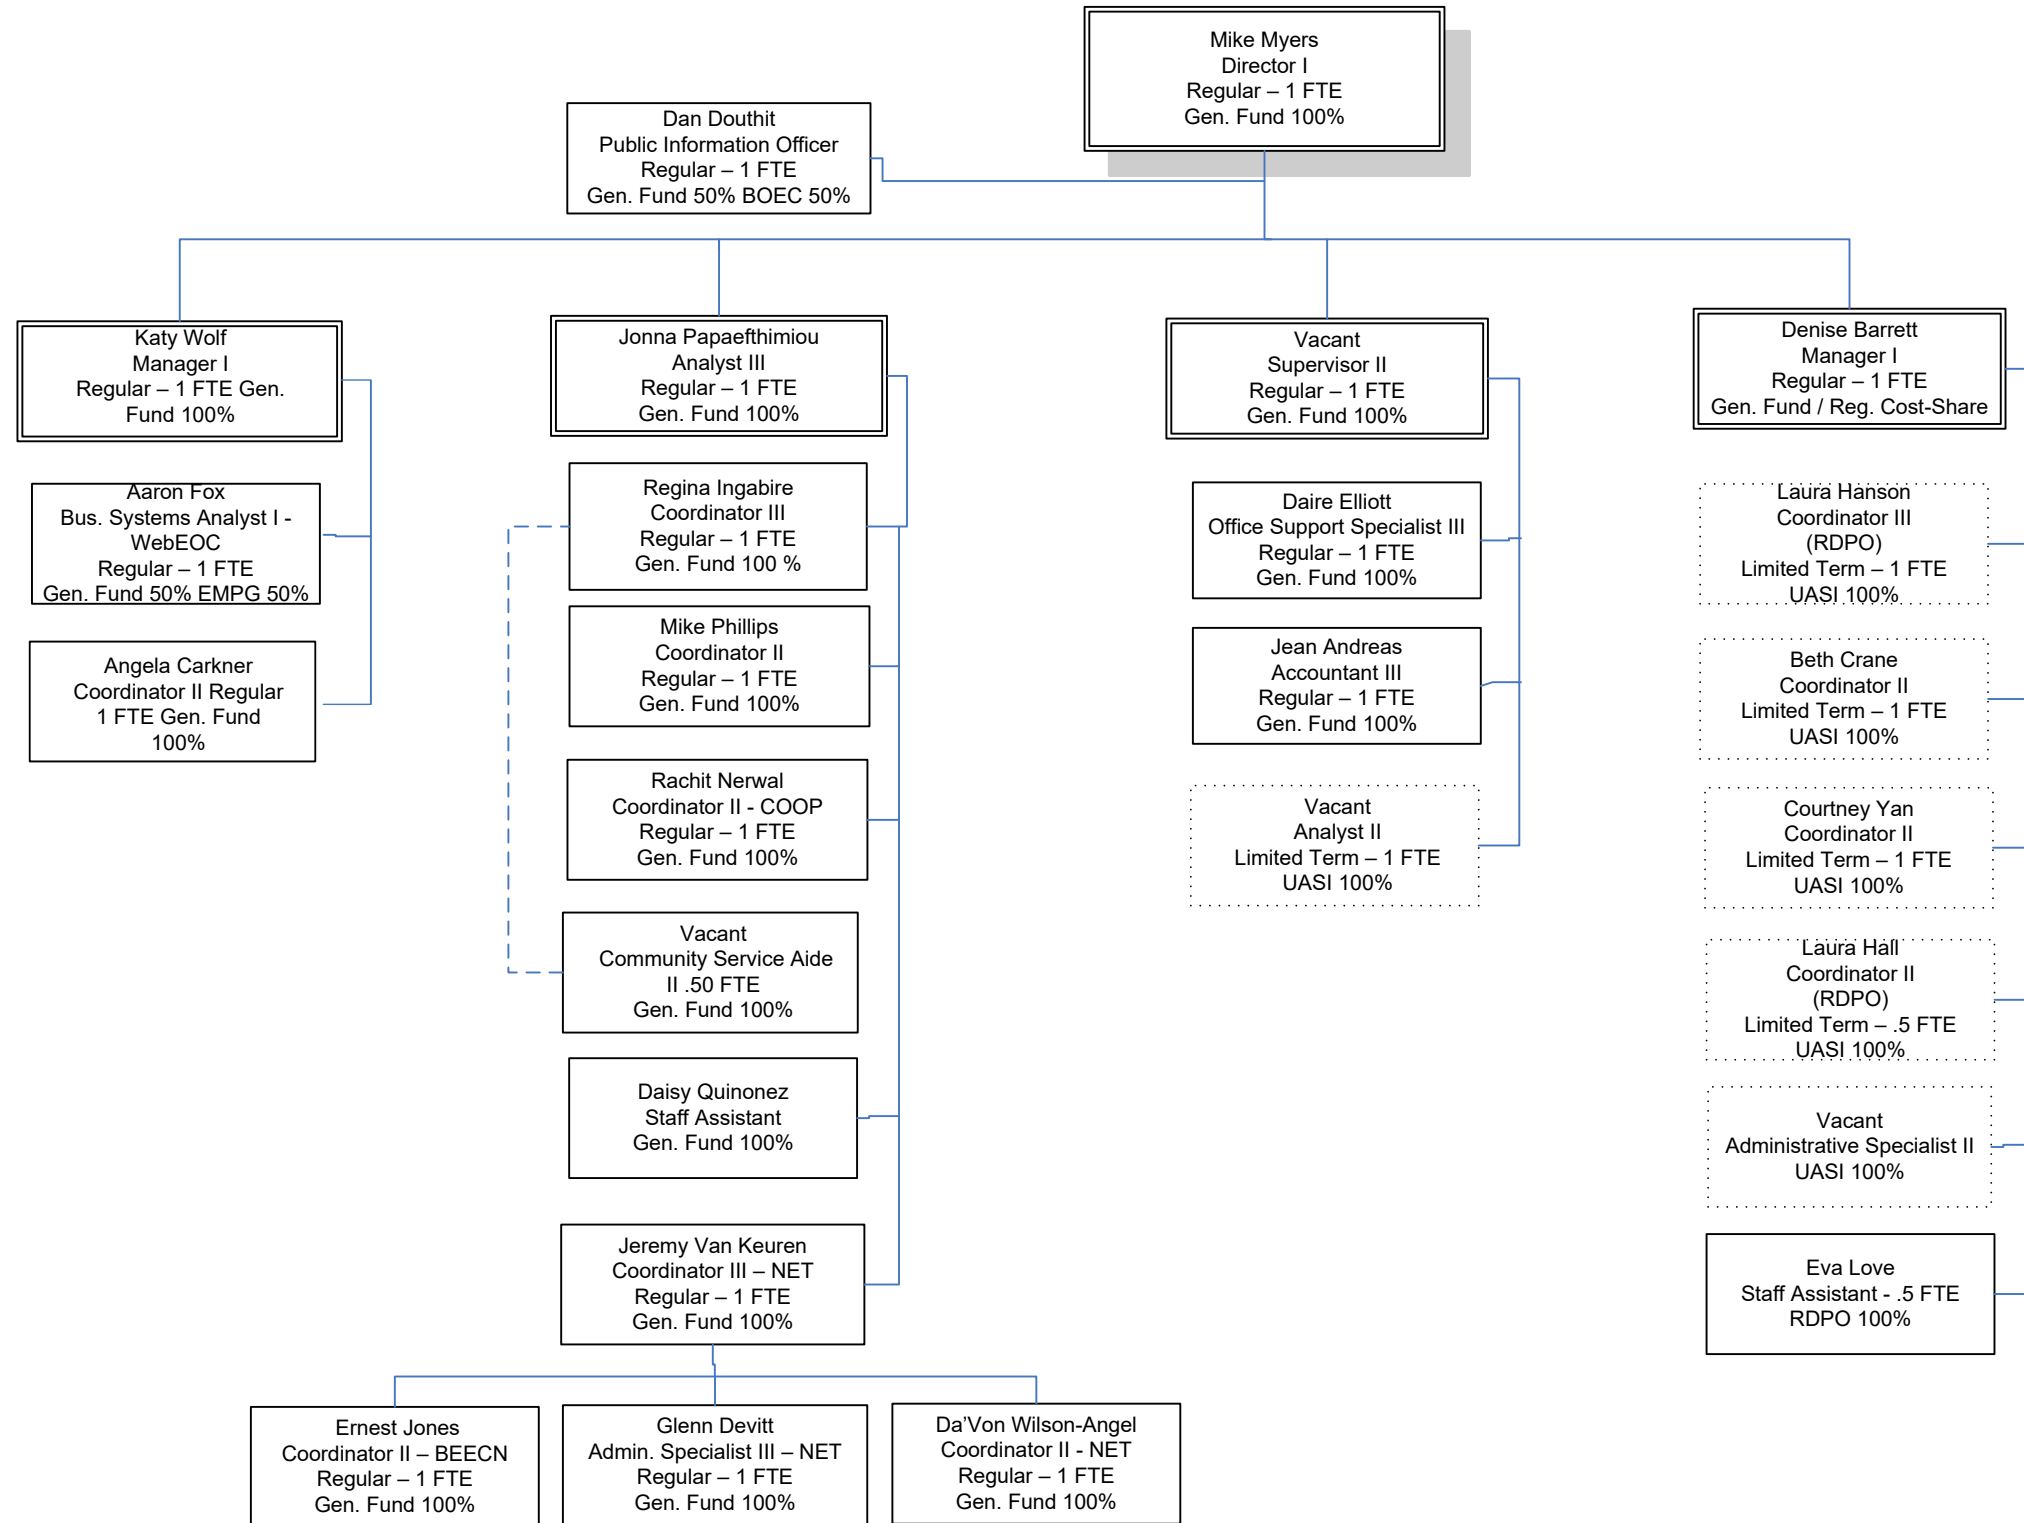 Mike Myers
Director I
Regular – 1 FTE
Gen. Fund 100%
Dan Douthit
Public Information Officer
Regular – 1 FTE
Gen. Fund 50% BOEC 50%
Katy Wolf
Manager I
Regular – 1 FTE Gen.
Fund 100%
Aaron Fox
Bus. Systems Analyst I -
WebEOC
Regular – 1 FTE
Gen. Fund 50% EMPG 50%
Angela Carkner
Coordinator II Regular
1 FTE Gen. Fund
100%
Jonna Papaefthimiou
Analyst III
Regular – 1 FTE
Gen. Fund 100%
Regina Ingabire
Coordinator III
Regular – 1 FTE
Gen. Fund 100 %
Mike Phillips
Coordinator II
Regular – 1 FTE
Gen. Fund 100%
Rachit Nerwal
Coordinator II - COOP
Regular – 1 FTE
Gen. Fund 100%
Vacant
Community Service Aide
II .50 FTE
Gen. Fund 100%
Daisy Quinonez
Staff Assistant
Gen. Fund 100%
Jeremy Van Keuren
Coordinator III – NET
Regular – 1 FTE
Gen. Fund 100%
Ernest Jones
Coordinator II – BEECN
Regular – 1 FTE
Gen. Fund 100%
Glenn Devitt
Admin. Specialist III – NET
Regular – 1 FTE
Gen. Fund 100%
Da’Von Wilson-Angel
Coordinator II - NET
Regular – 1 FTE
Gen. Fund 100%
Vacant
Supervisor II
Regular – 1 FTE
Gen. Fund 100%
Daire Elliott
Office Support Specialist III
Regular – 1 FTE
Gen. Fund 100%
Jean Andreas
Accountant III
Regular – 1 FTE
Gen. Fund 100%
Vacant
Analyst II
Limited Term – 1 FTE
UASI 100%
Denise Barrett
Manager I
Regular – 1 FTE
Gen. Fund / Reg. Cost-Share
Laura Hanson
Coordinator III
(RDPO)
Limited Term – 1 FTE
UASI 100%
Beth Crane
Coordinator II
Limited Term – 1 FTE
UASI 100%
Courtney Yan
Coordinator II
Limited Term – 1 FTE
UASI 100%
Laura Hall
Coordinator II
(RDPO)
Limited Term – .5 FTE
UASI 100%
Vacant
Administrative Specialist II
UASI 100%
Eva Love
Staff Assistant - .5 FTE
RDPO 100%